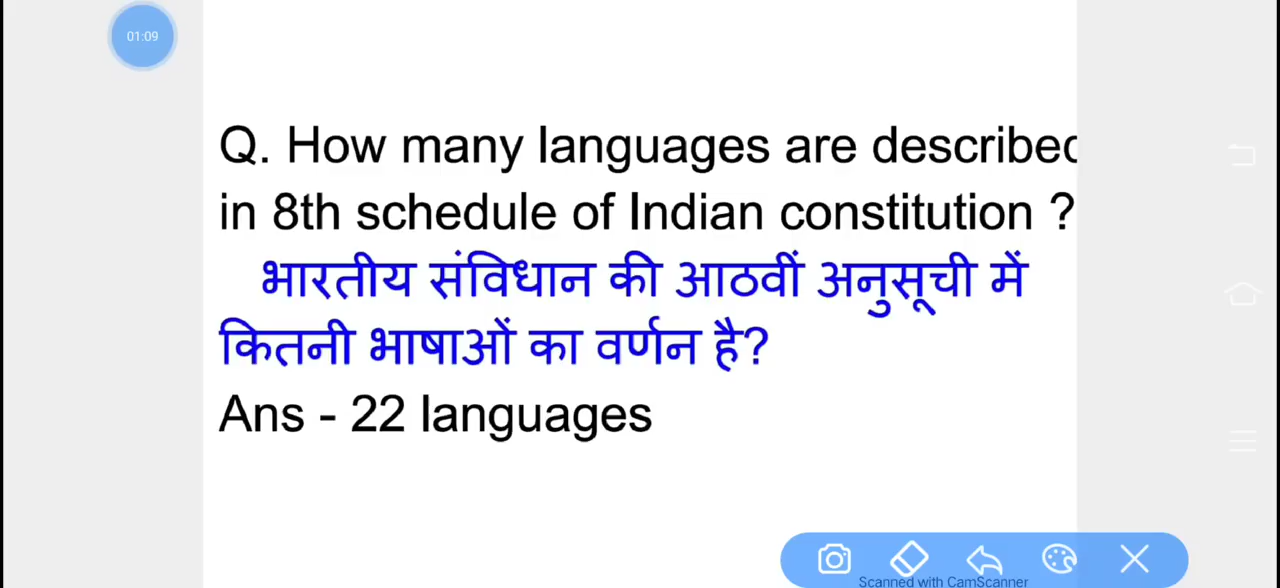 01:09
Q. How many languages are described
in 8th schedule of Indian constitution ?
भारतीय संविधान की आठवीं अनुसूची में
कितनी भाषाओं का वर्णन है?
Ans - 22 languages
Scanned with CamScanner